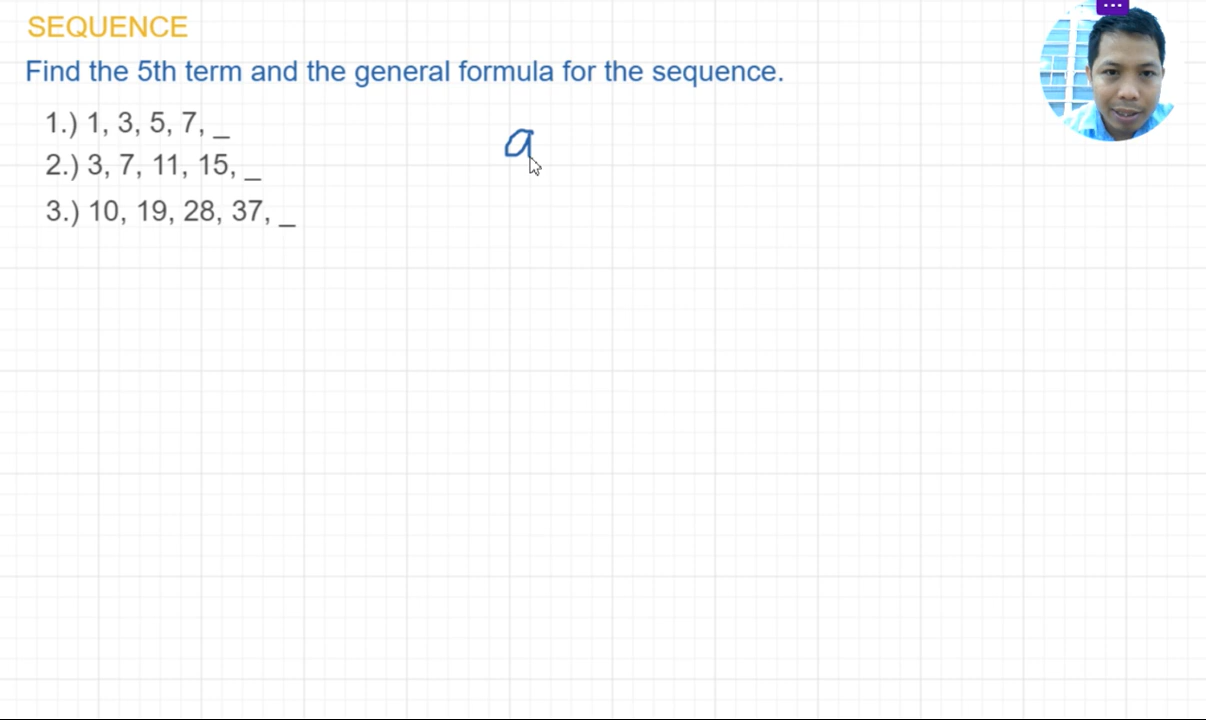 SEQUENCE
Find the 5th term and the general formula for the sequence.
1.) 1, 3, 5, 7, _
a
2.) 3, 7, 11, 15, _
3.) 10, 19, 28, 37, _